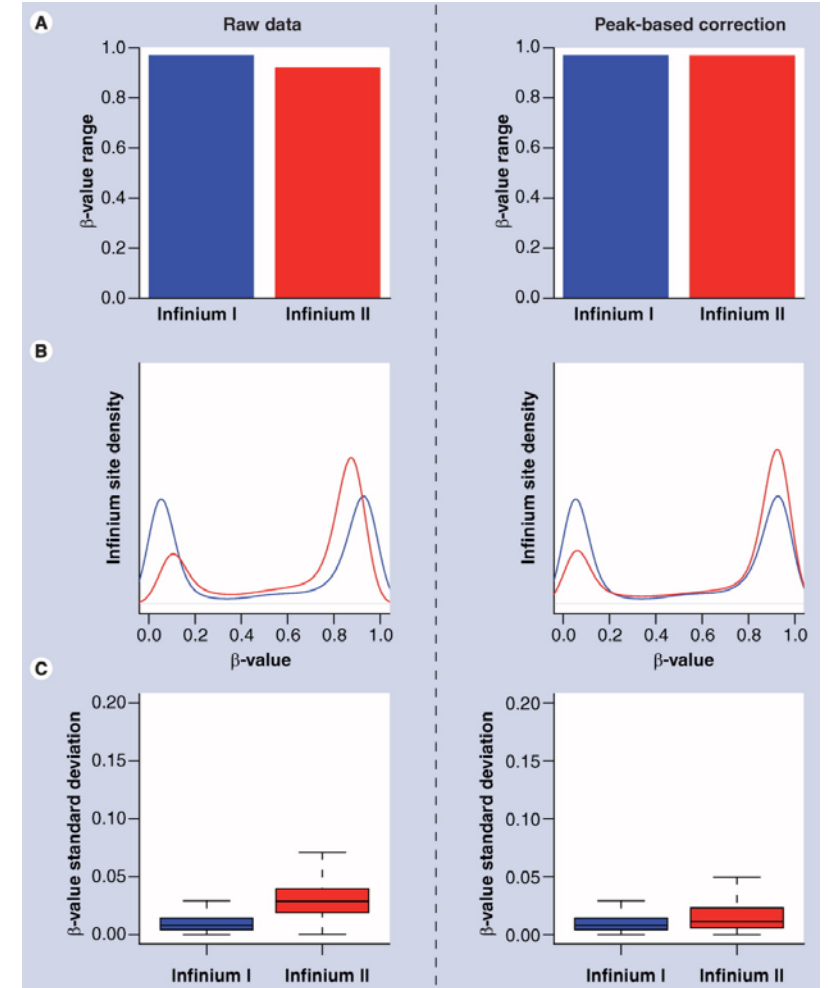 A
Raw data
Peak-based correction
β-value range
1.0
0.8
0.6
0.4
0.2
0.0
Infinium I
Infinium II
β-value range
1.0
0.8
0.6
0.4
0.2
0.0
Infinium I
Infinium II
B
Infinium site density
0.0 0.2 0.4 0.6 0.8 1.0
β-value
Infinium site density
0.0 0.2 0.4 0.6 0.8 1.0
β-value
C
β-value standard deviation
0.20
0.15
0.10
0.05
0.00
Infinium I
Infinium II
β-value standard deviation
0.20
0.15
0.10
0.05
0.00
Infinium I
Infinium II